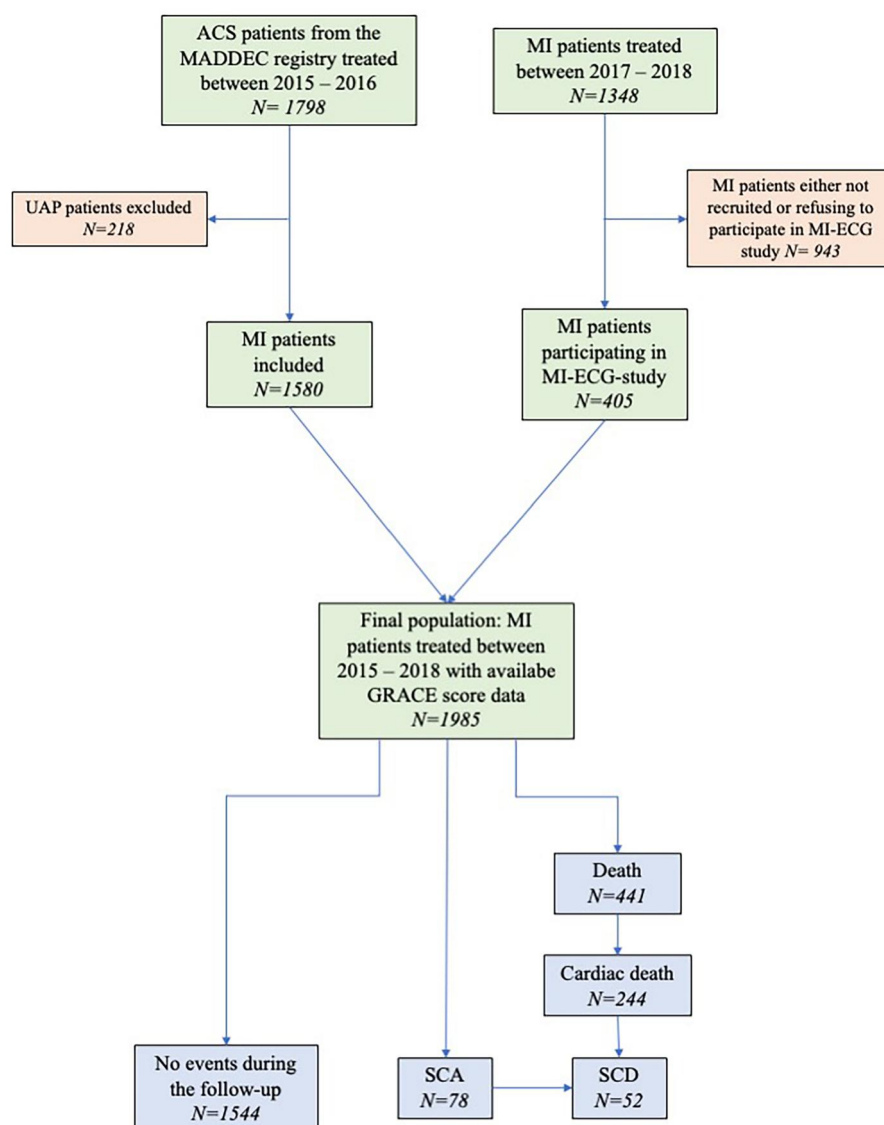 ACS patients from the
MADDEC registry treated
between 2015 – 2016
N= 1798
MI patients treated
between 2017 – 2018
N=1348
UAP patients excluded
N=218
MI patients either not
recruited or refusing to
participate in MI-ECG
study N= 943
MI patients
included
N=1580
MI patients
participating in
MI-ECG-study
N=405
Final population: MI
patients treated between
2015 – 2018 with availabe
GRACE score data
N=1985
Death
N=441
Cardiac death
N=244
No events during
the follow-up
N=1544
SCA
N=78
SCD
N=52